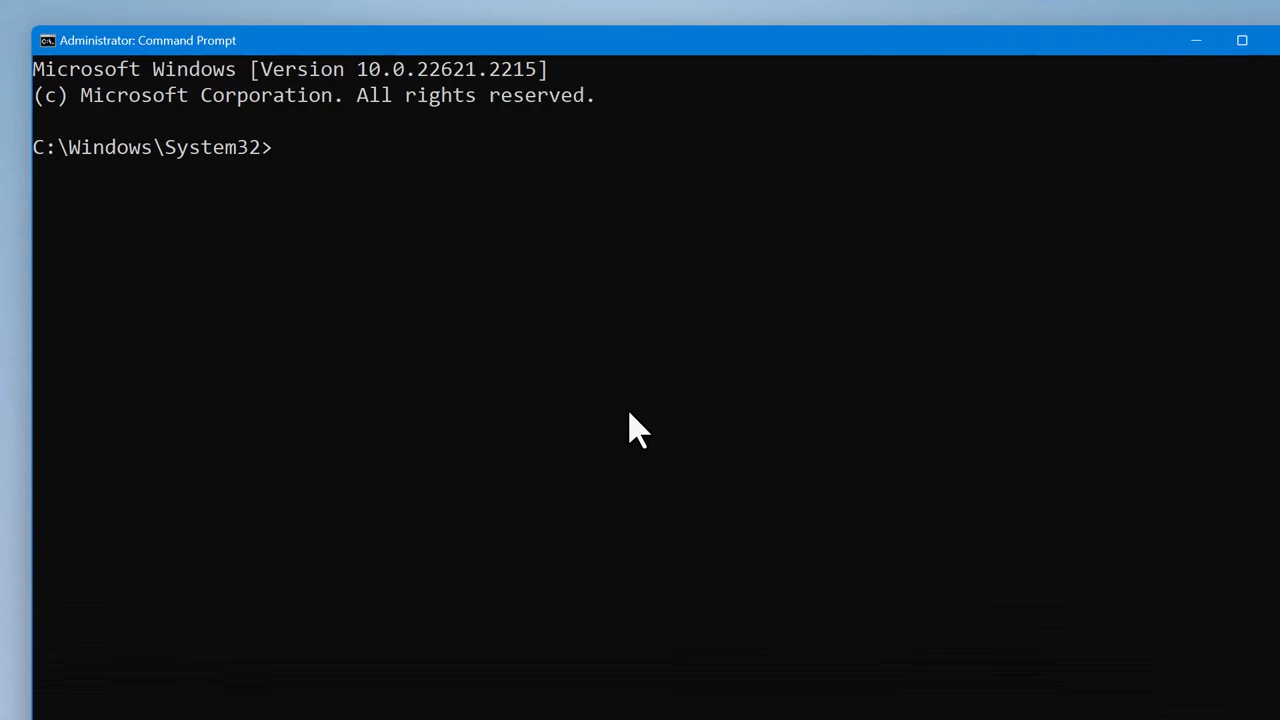 Administrator: Command Prompt
Microsoft Windows [Version 10.0.22621.2215]
(c) Microsoft Corporation. All rights reserved.
C:\Windows\System32>